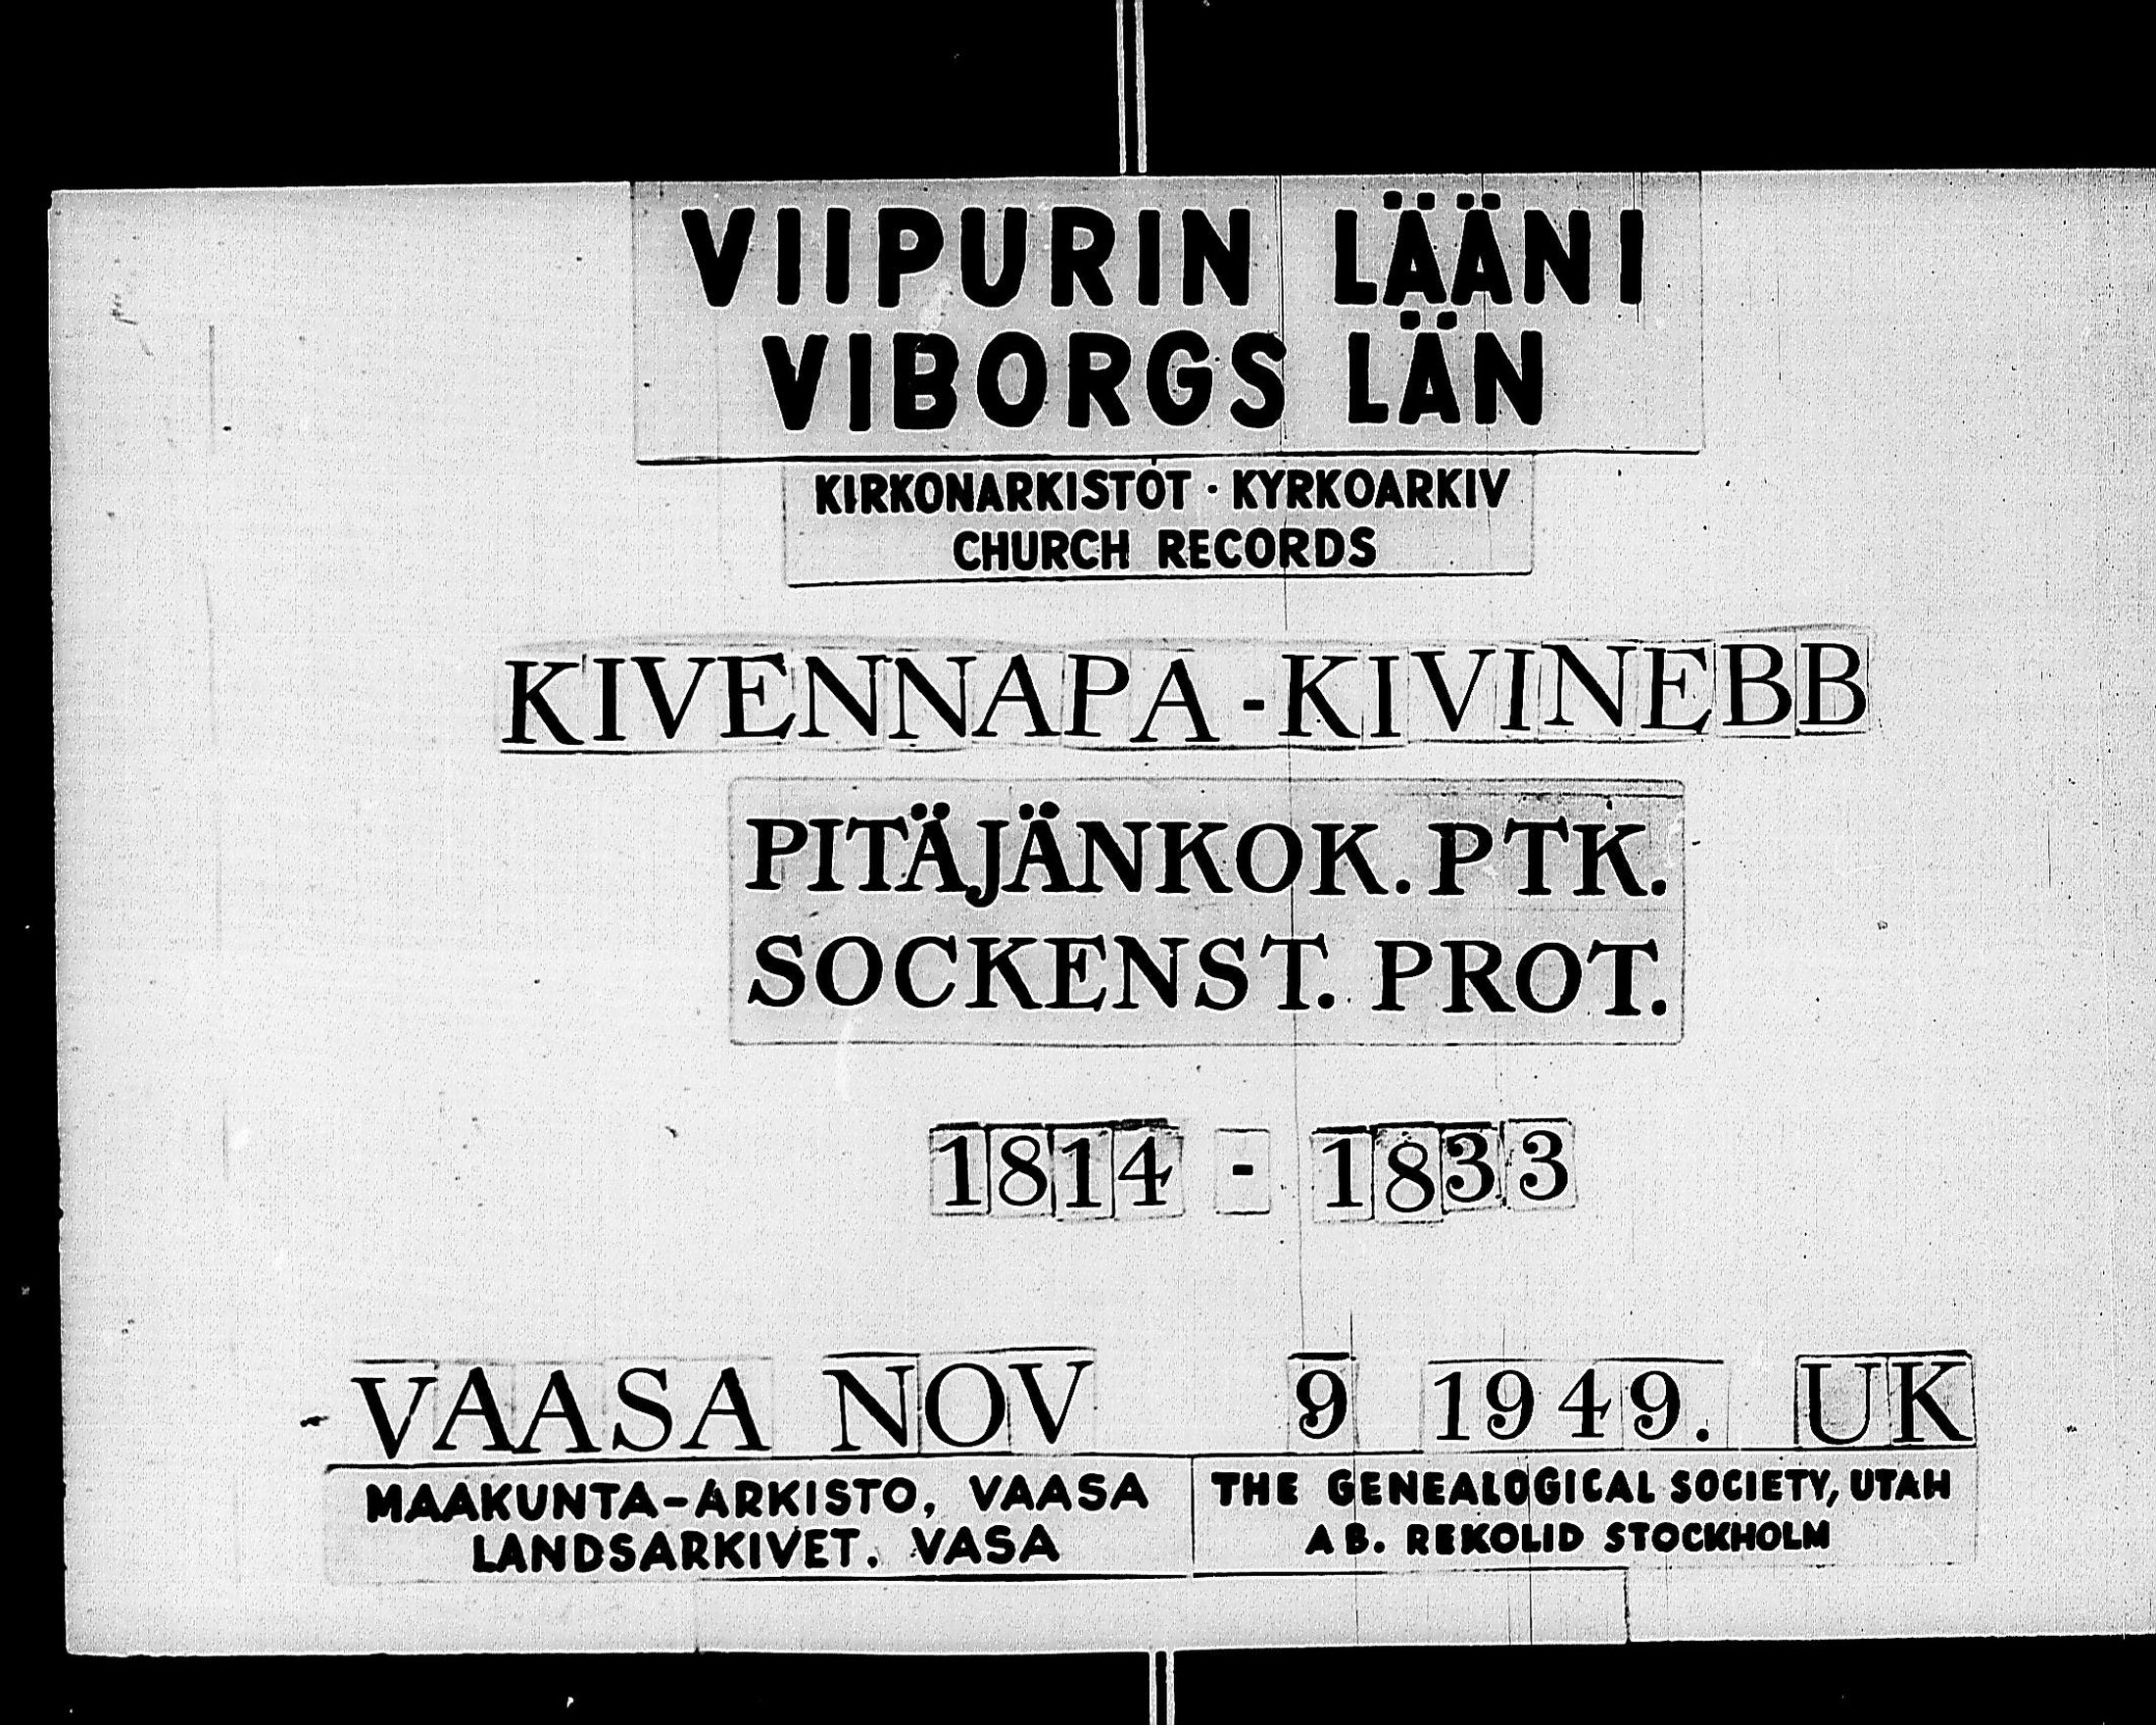 VIIPURIN LÄÄNI
VIBORGS LÄN
KIRKONARKISTOT · KYRKOARKIV
CHURCH RECORDS
KIVENNAPA - KIVINEBB
PITÄJÄNKOK. PTK.
SOCKENST. PROT.
1814 - 1833
VAASA NOV 9 1949. UK
MAAKUNTA-ARKISTO, VAASA
LANDSARKIVET. VASA
THE GENEALOGICAL SOCIETY, UTAH
AB. REKOLID STOCKHOLM